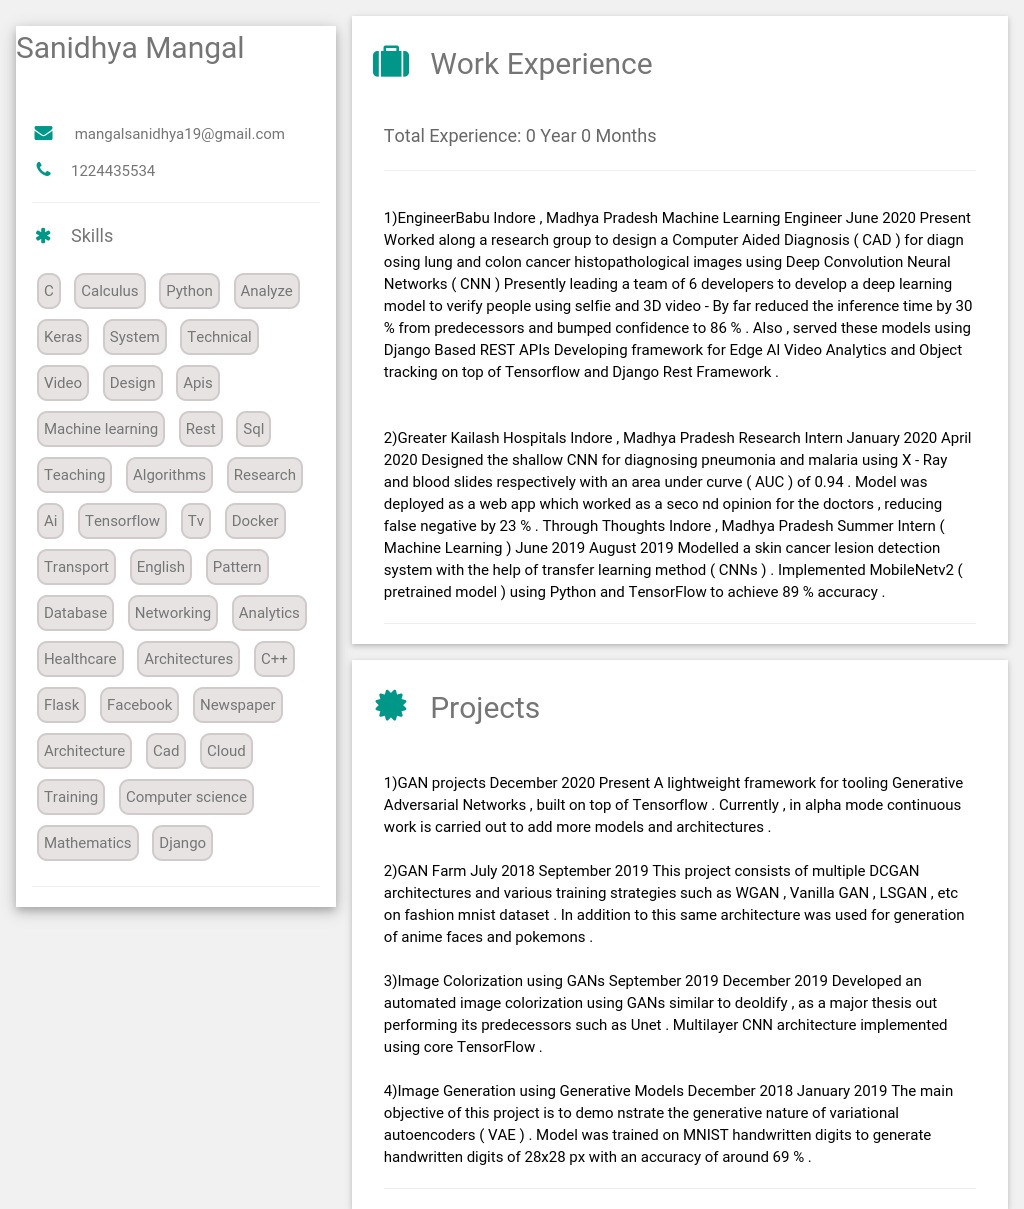 Sanidhya Mangal
mangalsanidhya19@gmail.com
1224435534
Skills
C Calculus Python Analyze
Keras System Technical
Video Design Apis
Machine learning Rest Sql
Teaching Algorithms Research
Ai Tensorflow Tv Docker
Transport English Pattern
Database Networking Analytics
Healthcare Architectures C++
Flask Facebook Newspaper
Architecture Cad Cloud
Training Computer science
Mathematics Django
Work Experience
Total Experience: 0 Year 0 Months
1)EngineerBabu Indore , Madhya Pradesh Machine Learning Engineer June 2020 Present
Worked along a research group to design a Computer Aided Diagnosis ( CAD ) for diagn
osing lung and colon cancer histopathological images using Deep Convolution Neural
Networks ( CNN ) Presently leading a team of 6 developers to develop a deep learning
model to verify people using selfie and 3D video - By far reduced the inference time by 30
% from predecessors and bumped confidence to 86 % . Also , served these models using
Django Based REST APIs Developing framework for Edge AI Video Analytics and Object
tracking on top of Tensorflow and Django Rest Framework .
2)Greater Kailash Hospitals Indore , Madhya Pradesh Research Intern January 2020 April
2020 Designed the shallow CNN for diagnosing pneumonia and malaria using X - Ray
and blood slides respectively with an area under curve ( AUC ) of 0.94 . Model was
deployed as a web app which worked as a seco nd opinion for the doctors , reducing
false negative by 23 % . Through Thoughts Indore , Madhya Pradesh Summer Intern (
Machine Learning ) June 2019 August 2019 Modelled a skin cancer lesion detection
system with the help of transfer learning method ( CNNs ) . Implemented MobileNetv2 (
pretrained model ) using Python and TensorFlow to achieve 89 % accuracy .
Projects
1)GAN projects December 2020 Present A lightweight framework for tooling Generative
Adversarial Networks , built on top of Tensorflow . Currently , in alpha mode continuous
work is carried out to add more models and architectures .
2)GAN Farm July 2018 September 2019 This project consists of multiple DCGAN
architectures and various training strategies such as WGAN , Vanilla GAN , LSGAN , etc
on fashion mnist dataset . In addition to this same architecture was used for generation
of anime faces and pokemons .
3)Image Colorization using GANs September 2019 December 2019 Developed an
automated image colorization using GANs similar to deoldify , as a major thesis out
performing its predecessors such as Unet . Multilayer CNN architecture implemented
using core TensorFlow .
4)Image Generation using Generative Models December 2018 January 2019 The main
objective of this project is to demo nstrate the generative nature of variational
autoencoders ( VAE ) . Model was trained on MNIST handwritten digits to generate
handwritten digits of 28x28 px with an accuracy of around 69 % .